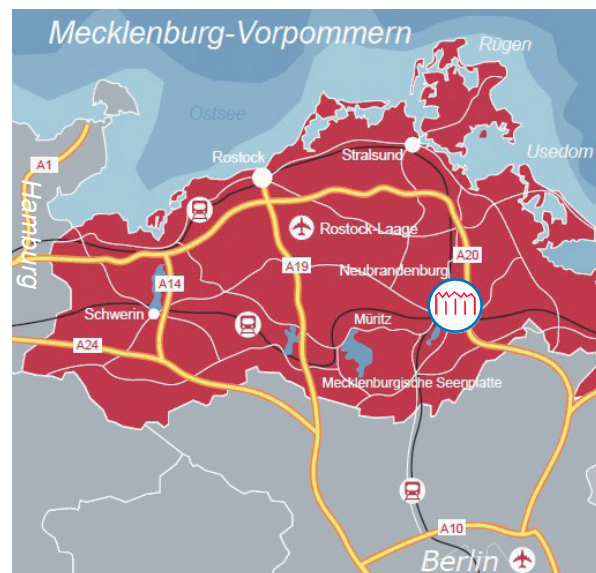 Mecklenburg-Vorpommern
Rügen
Ostsee
A1
Rostock
Stralsund
Usedom
Hamburg
Rostock-Laage
A20
Neubrandenburg
A19
A14
Schwerin
Müritz
A24
Mecklenburgische Seenplatte
A10
Berlin